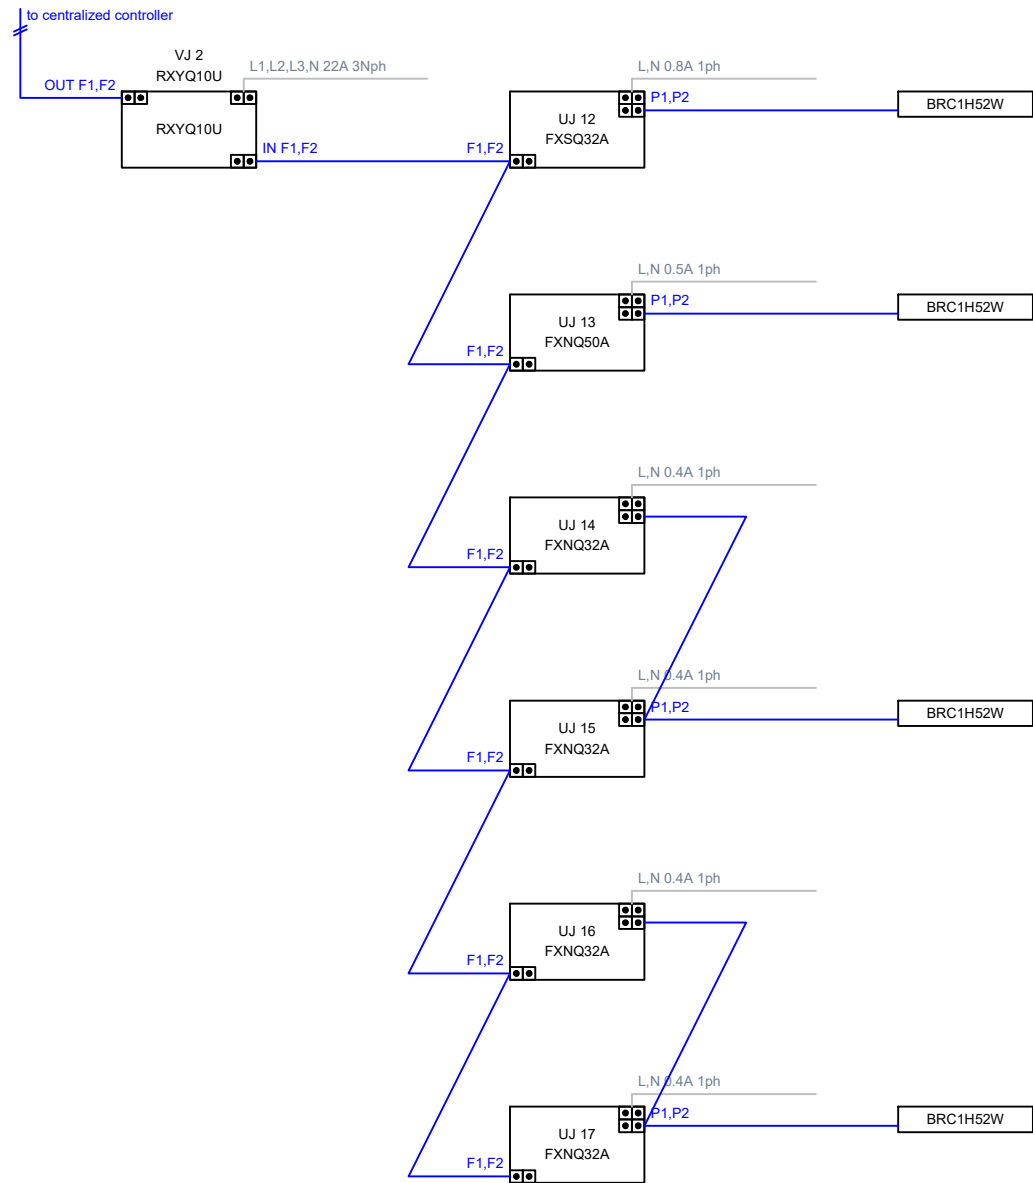 to centralized controller
VJ 2
RXYQ10U
L1,L2,L3,N 22A 3Nph
OUT F1,F2
RXYQ10U
IN F1,F2
L,N 0.8A 1ph
P1,P2
UJ 12
FXSQ32A
F1,F2
BRC1H52W
L,N 0.5A 1ph
P1,P2
UJ 13
FXNQ50A
F1,F2
BRC1H52W
L,N 0.4A 1ph
UJ 14
FXNQ32A
F1,F2
L,N 0.4A 1ph
P1,P2
UJ 15
FXNQ32A
F1,F2
BRC1H52W
L,N 0.4A 1ph
UJ 16
FXNQ32A
F1,F2
L,N 0.4A 1ph
P1,P2
UJ 17
FXNQ32A
F1,F2
BRC1H52W